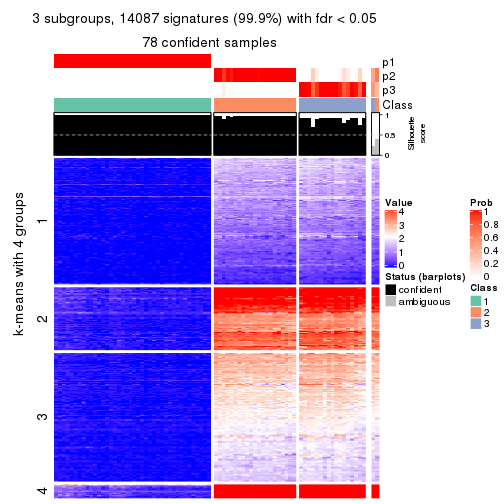 3 subgroups, 14087 signatures (99.9%) with fdr < 0.05
78 confident samples
p1
p2
p3
Class
1
0.5
0
Silhouette
score
k-means with 4 groups
1
2
3
4
Value
4
3
2
1
0
Status (barplots)
confident
ambiguous
Prob
1
0.8
0.6
0.4
0.2
0
Class
1
2
3